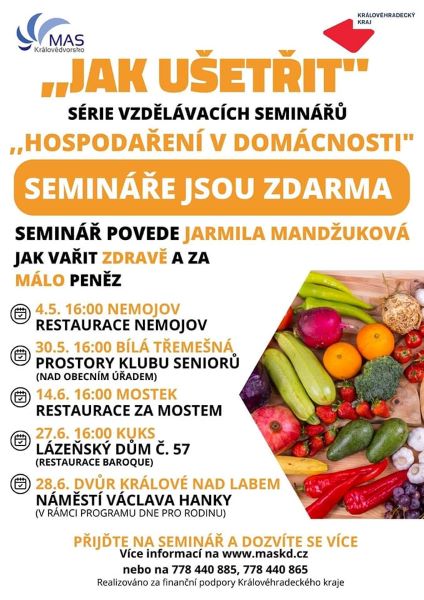 MAS
Královédvorsko
KRÁLOVÉHRADECKÝ
KRAJ
,,JAK UŠETŘIT"
SÉRIE VZDĚLÁVACÍCH SEMINÁŘŮ
,,HOSPODAŘENÍ V DOMÁCNOSTI"
SEMINÁŘE JSOU ZDARMA
SEMINÁŘ POVEDE JARMILA MANDŽUKOVÁ
JAK VAŘIT ZDRAVĚ A ZA
MÁLO PENĚZ
4.5. 16:00 NEMOJOV
RESTAURACE NEMOJOV
30.5. 16:00 BÍLÁ TŘEMEŠNÁ
PROSTORY KLUBU SENIORŮ
(NAD OBECNÍM ÚŘADEM)
14.6. 16:00 MOSTEK
RESTAURACE ZA MOSTEM
27.6. 16:00 KUKS
LÁZEŇSKÝ DŮM Č. 57
(RESTAURACE BAROQUE)
28.6. DVŮR KRÁLOVÉ NAD LABEM
NÁMĚSTÍ VÁCLAVA HANKY
(V RÁMCI PROGRAMU DNE PRO RODINU)
PŘIJĎTE NA SEMINÁŘ A DOZVÍTE SE VÍCE
Více informací na www.maskd.cz
nebo na 778 440 885, 778 440 865
Realizováno za finanční podpory Královéhradeckého kraje